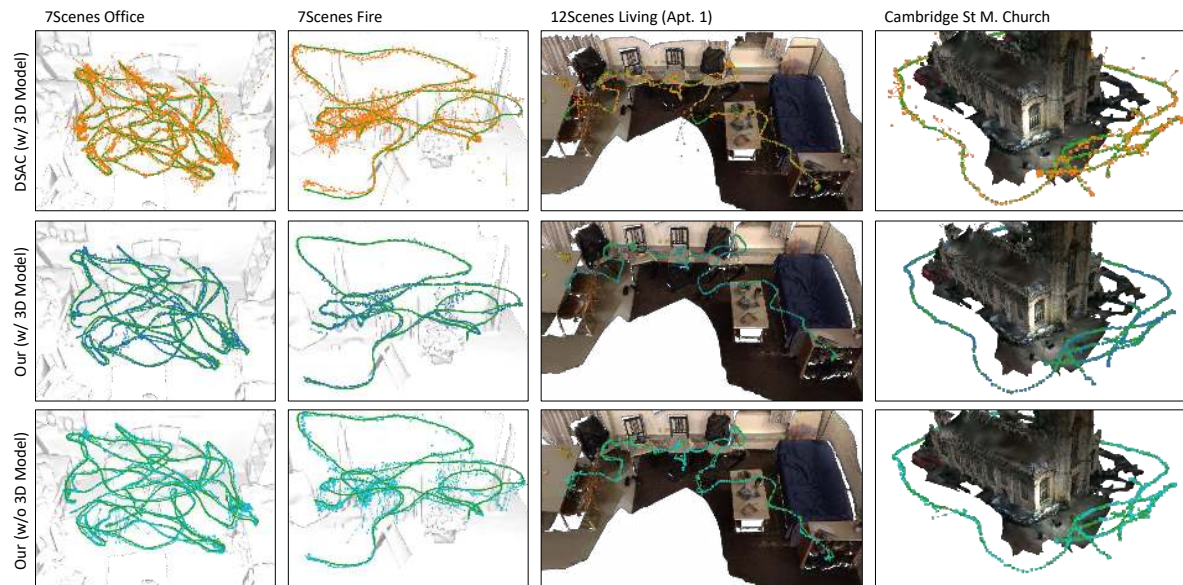 7Scenes Office
7Scenes Fire
12Scenes Living (Apt. 1)
Cambridge St M. Church
DSAC (w/ 3D Model)
Our (w/ 3D Model)
Our (w/o 3D Model)